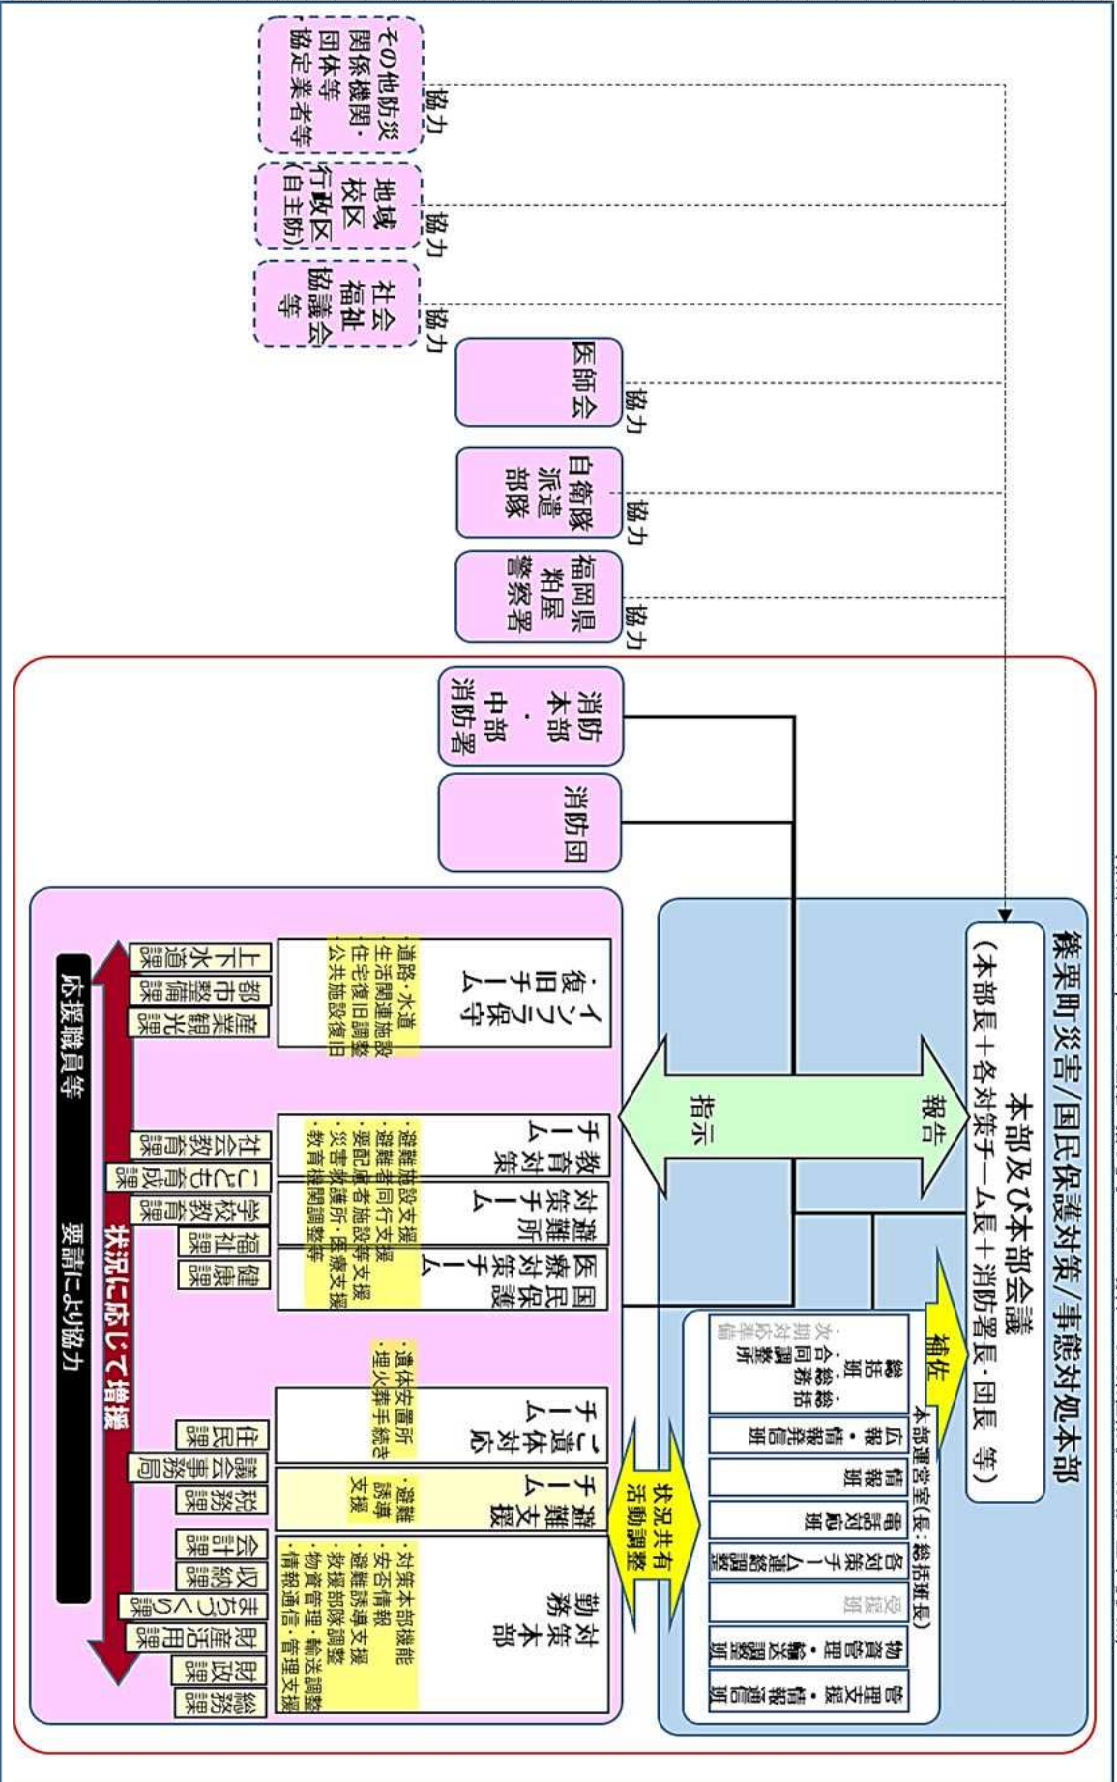 篠栗町災害/国民保護対策/事態対処本部
本部及び本部会議
(本部長＋各対策チーム長＋消防署長・団長 等)
報告
指示
補佐
本部運営室(長：総括班長)
総括班
・総括
・総務
・合同調整所
・次期対応準備
広報・情報発信班
情報班
電話対応班
各対策チーム連絡調整
受援班
物資管理・輸送調整班
管理支援・情報通信班
状況共有
活動調整
協力
その他防災
関係機関・
団体等
協定業者等
協力
地域
校区
行政区
(自主防)
協力
社会
福祉
協議会
等
協力
医師会
協力
自衛隊
派遣
部隊
協力
福岡県
粕屋
警察署
消防
本部
・
中部
消防署
消防団
インフラ保守
・復旧チーム
・道路・水道
・生活関連施設
・住宅復旧調整
・公共施設復旧
教育対策
チーム
避難所
対策チーム
国民保護
医療対策チーム
・避難施設支援
・避難者同行支援
・要配慮者施設等支援
・災害救護所・医療支援
・教育機関調整等
ご遺体対応
チーム
・遺体安置所
・埋火葬手続き
避難支援
チーム
・避難
誘導
支援
対策本部
勤務
・対策本部機能
・安否情報
・避難誘導支援
・救援部隊調整
・物資管理・輸送調整
・情報通信・管理支援
上下水道課
都市整備課
産業観光課
社会教育課
こども育成課
学校教育課
福祉課
健康課
住民課
議会事務局
税務課
会計課
収納課
まちづくり課
財産活用課
財政課
総務課
状況に応じて増援
応援職員等
要請により協力